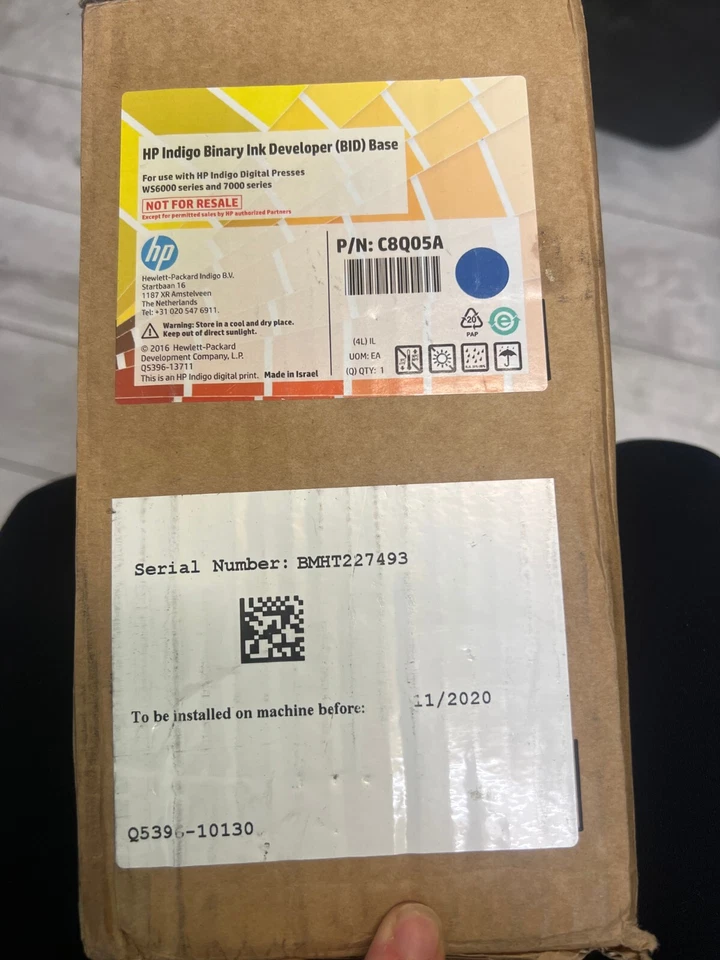 HP Indigo Binary Ink Developer (BID) Base
For use with HP Indigo Digital Presses
WS6000 series and 7000 series
NOT FOR RESALE
Except for permitted sales by HP authorized Partners
hp
Hewlett-Packard Indigo B.V.
Startbaan 16
1187 XR Amstelveen
The Netherlands
Tel: +31 020 547 6911.
Warning: Store in a cool and dry place.
Keep out of direct sunlight.
© 2016 Hewlett-Packard
Development Company, L.P.
Q5396-13711
This is an HP Indigo digital print. Made in Israel
P/N: C8Q05A
20
PAP
e
(4L) IL
UOM: EA
(Q) QTY: 1
Serial Number: BMHT227493
To be installed on machine before: 11/2020
Q5396-10130